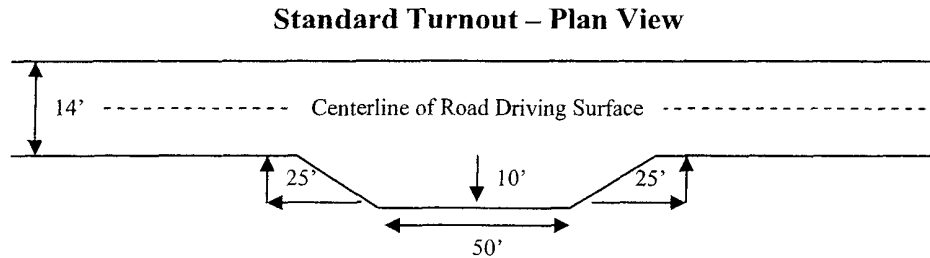 Standard Turnout – Plan View
14'
Centerline of Road Driving Surface
25'
10'
25'
50'